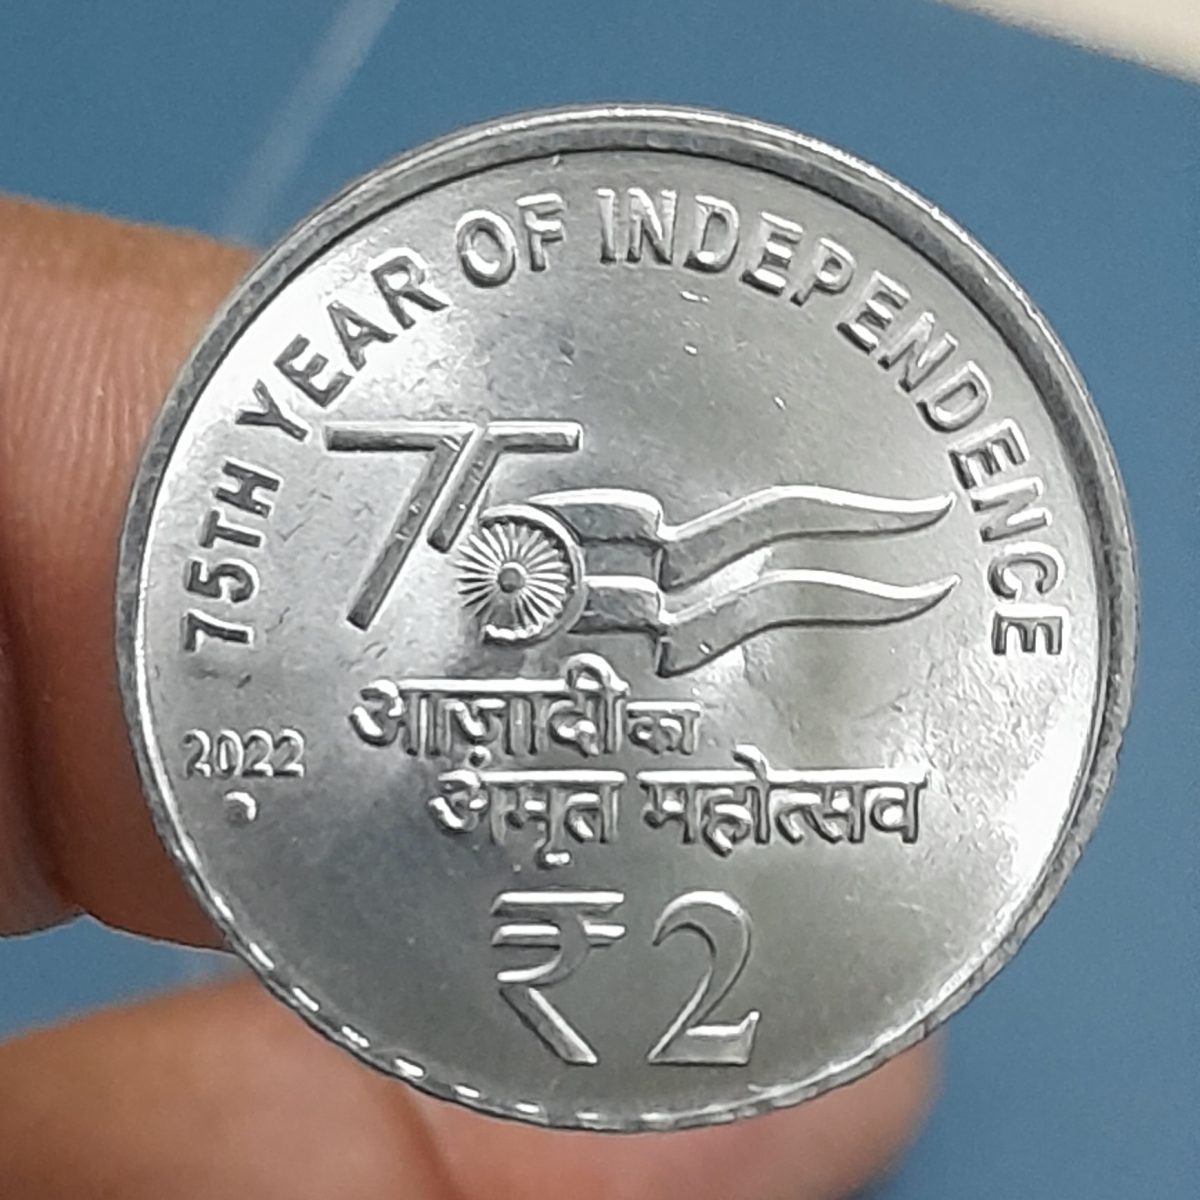 75TH YEAR OF INDEPENDENCE
75
आज़ादी का
अमृत महोत्सव
2022
₹ 2